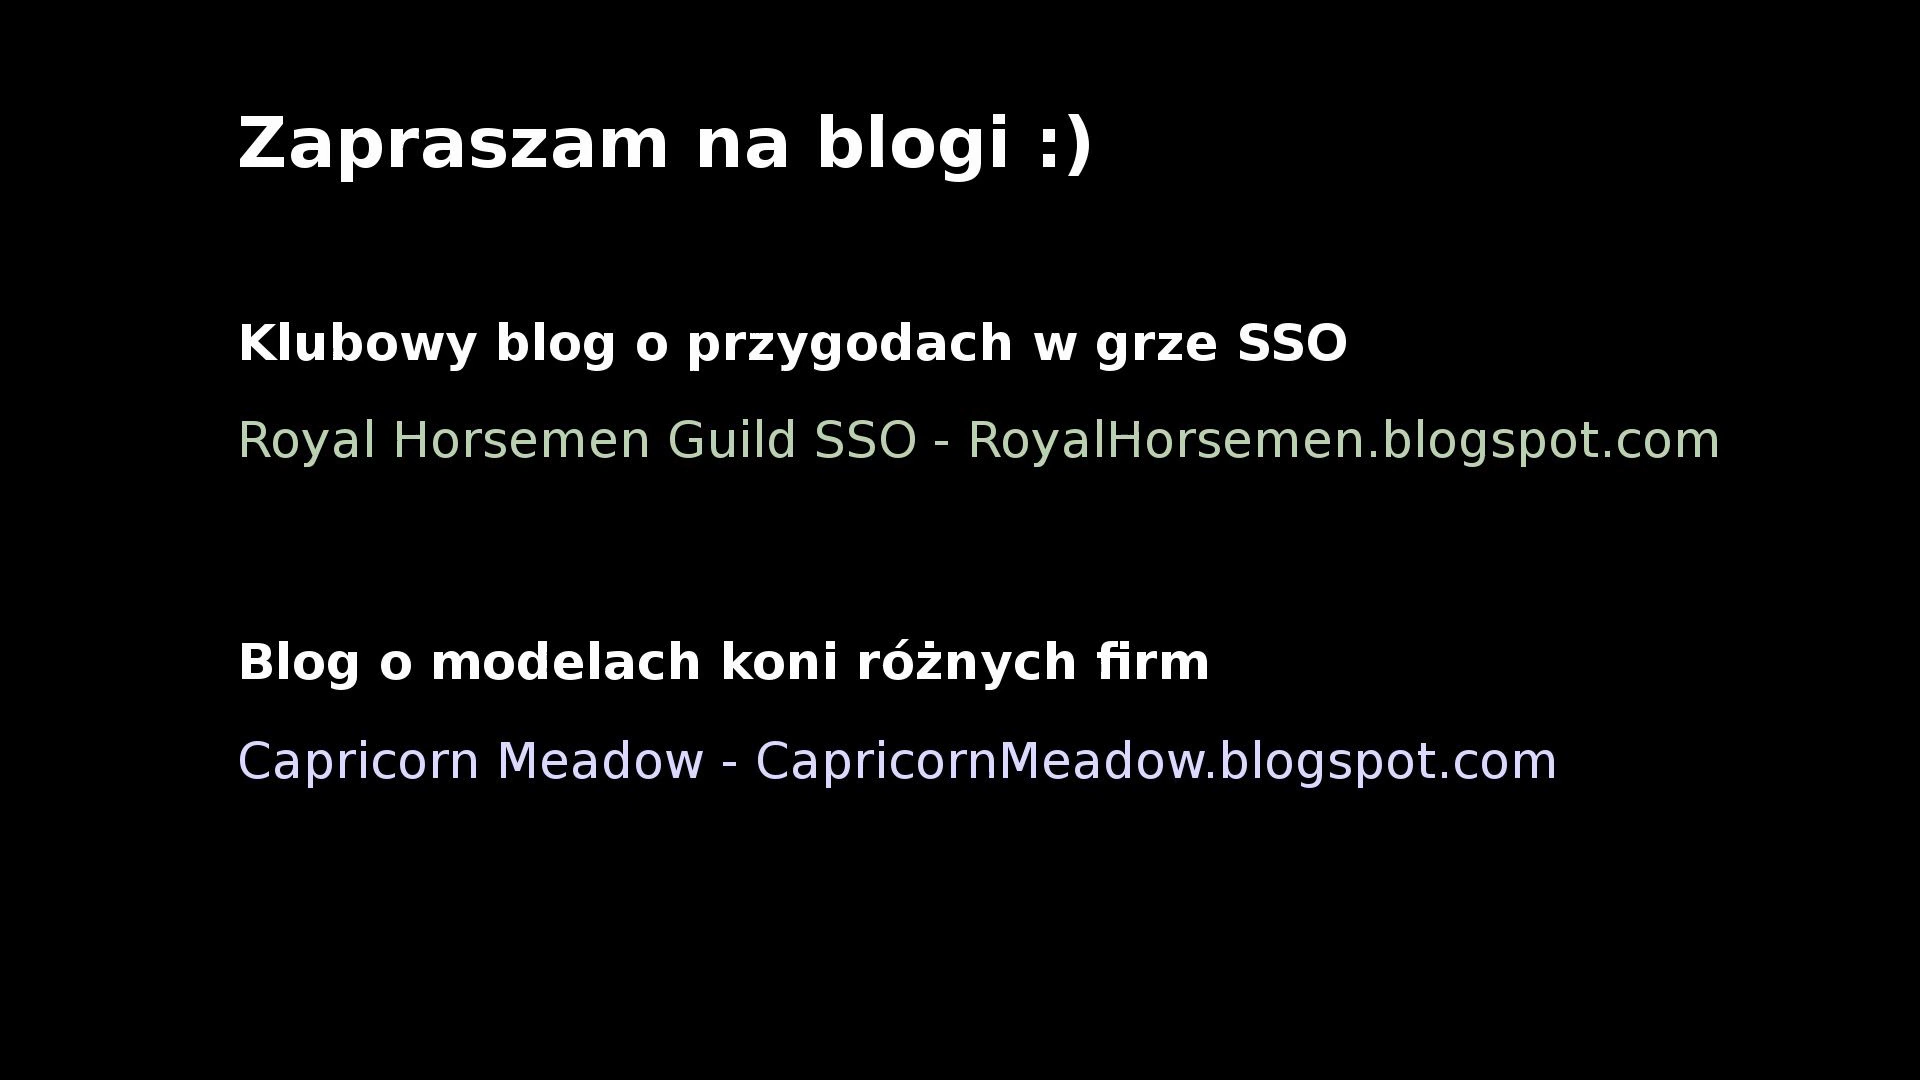 Zapraszam na blogi :)
Klubowy blog o przygodach w grze SSO
Royal Horsemen Guild SSO - RoyalHorsemen.blogspot.com
Blog o modelach koni różnych firm
Capricorn Meadow - CapricornMeadow.blogspot.com